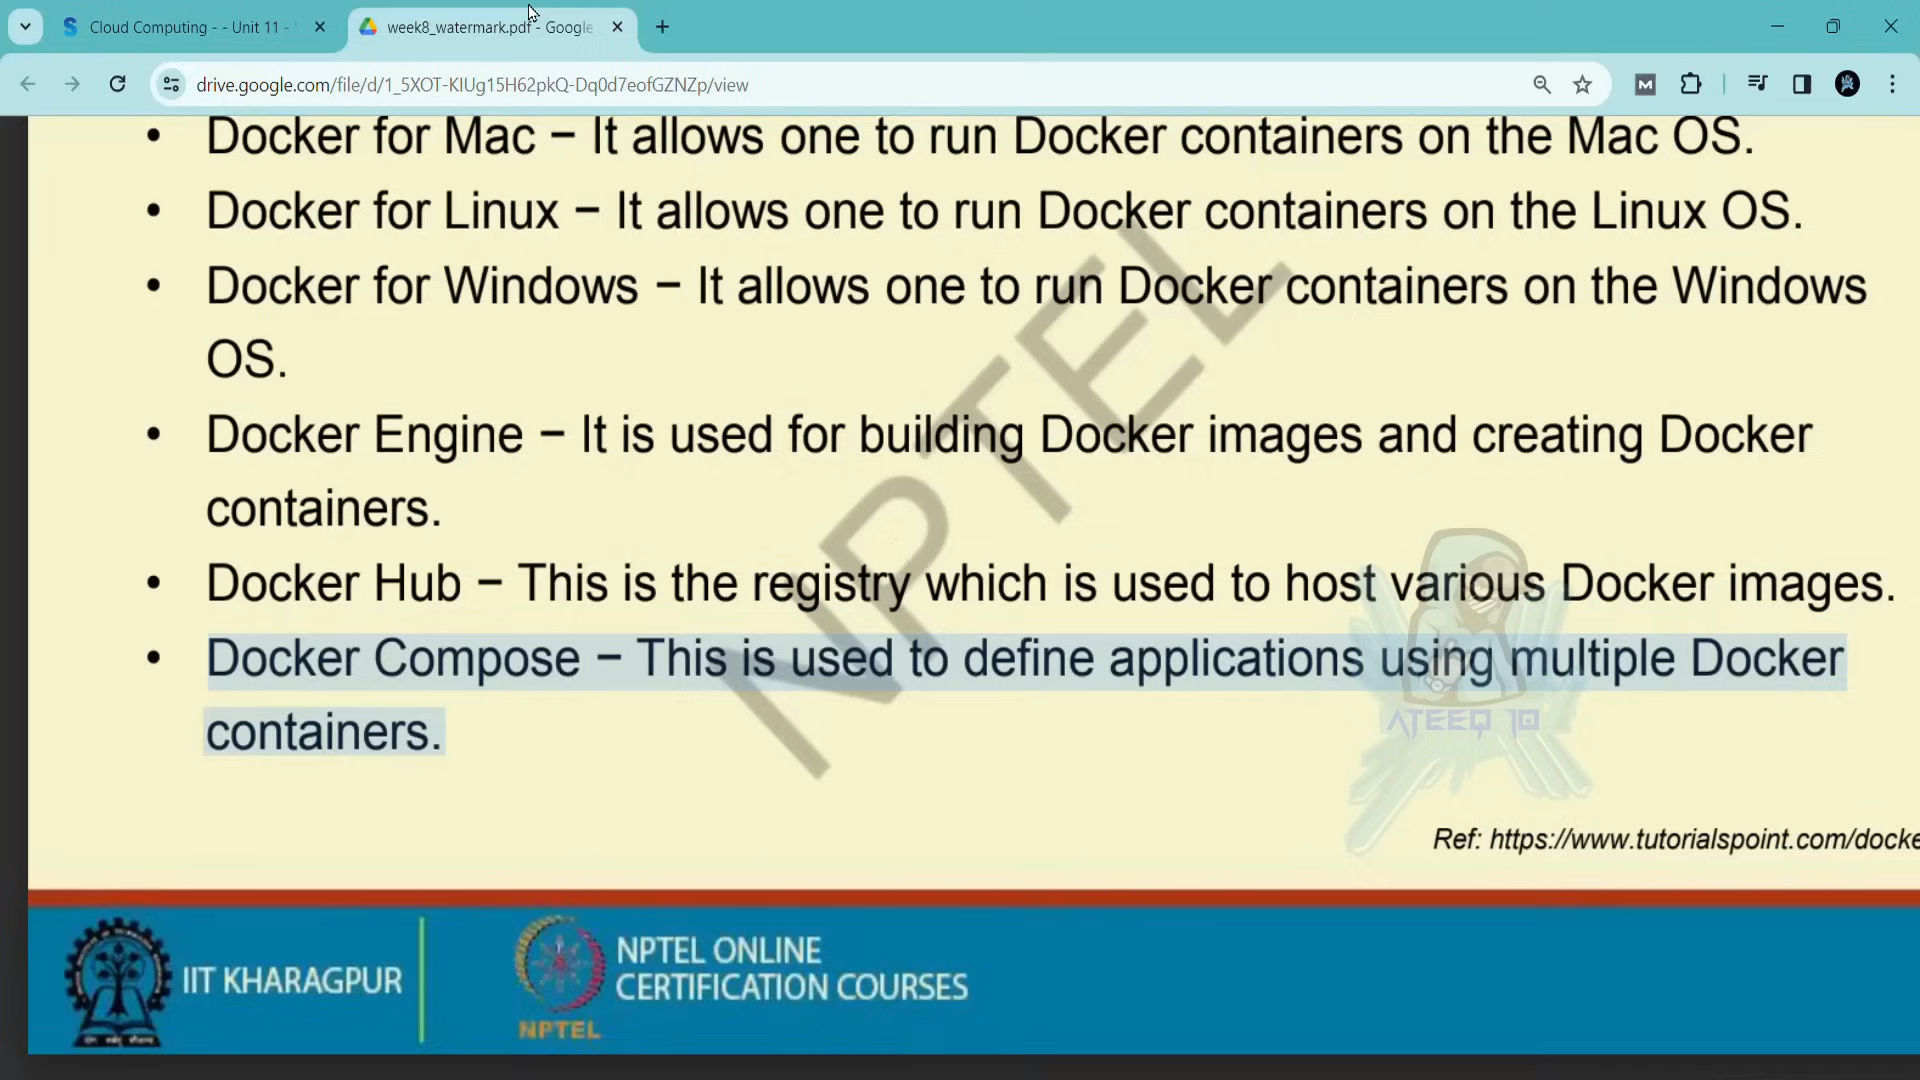 Cloud Computing - - Unit 11 -
week8_watermark.pdf - Google
drive.google.com/file/d/1_5XOT-KIUg15H62pkQ-Dq0d7eofGZNZp/view
M
• Docker for Mac – It allows one to run Docker containers on the Mac OS.
• Docker for Linux – It allows one to run Docker containers on the Linux OS.
• Docker for Windows – It allows one to run Docker containers on the Windows
OS.
• Docker Engine – It is used for building Docker images and creating Docker
containers.
• Docker Hub – This is the registry which is used to host various Docker images.
• Docker Compose – This is used to define applications using multiple Docker
containers.
NPTEL
ATEEQ 10
Ref: https://www.tutorialspoint.com/docke
IIT KHARAGPUR
NPTEL ONLINE
CERTIFICATION COURSES
NPTEL